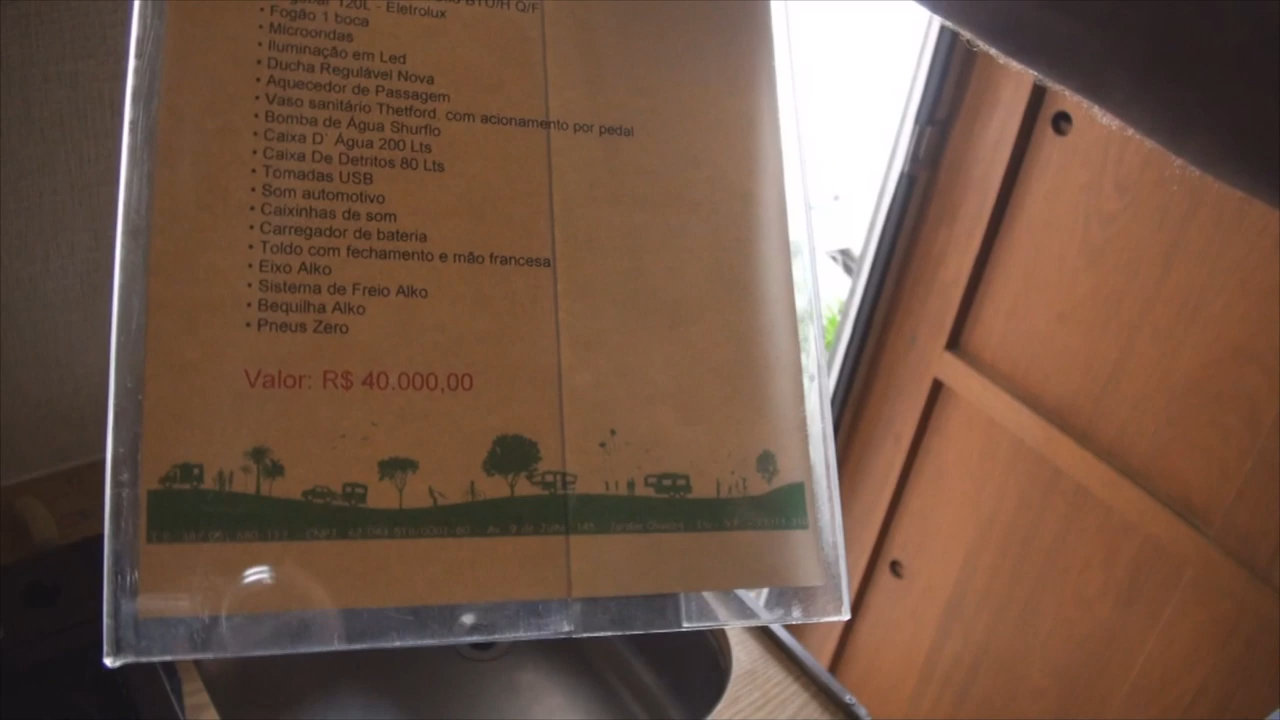 BTU/H Q/F
120L - Eletrolux
• Fogão 1 boca
• Microondas
• Iluminação em Led
• Ducha Regulável Nova
• Aquecedor de Passagem
• Vaso sanitário Thetford, com acionamento por pedal
• Bomba de Água Shurflo
• Caixa D` Água 200 Lts
• Caixa De Detritos 80 Lts
• Tomadas USB
• Som automotivo
• Caixinhas de som
• Carregador de bateria
• Toldo com fechamento e mão francesa
• Eixo Alko
• Sistema de Freio Alko
• Bequilha Alko
• Pneus Zero
Valor: R$ 40.000,00